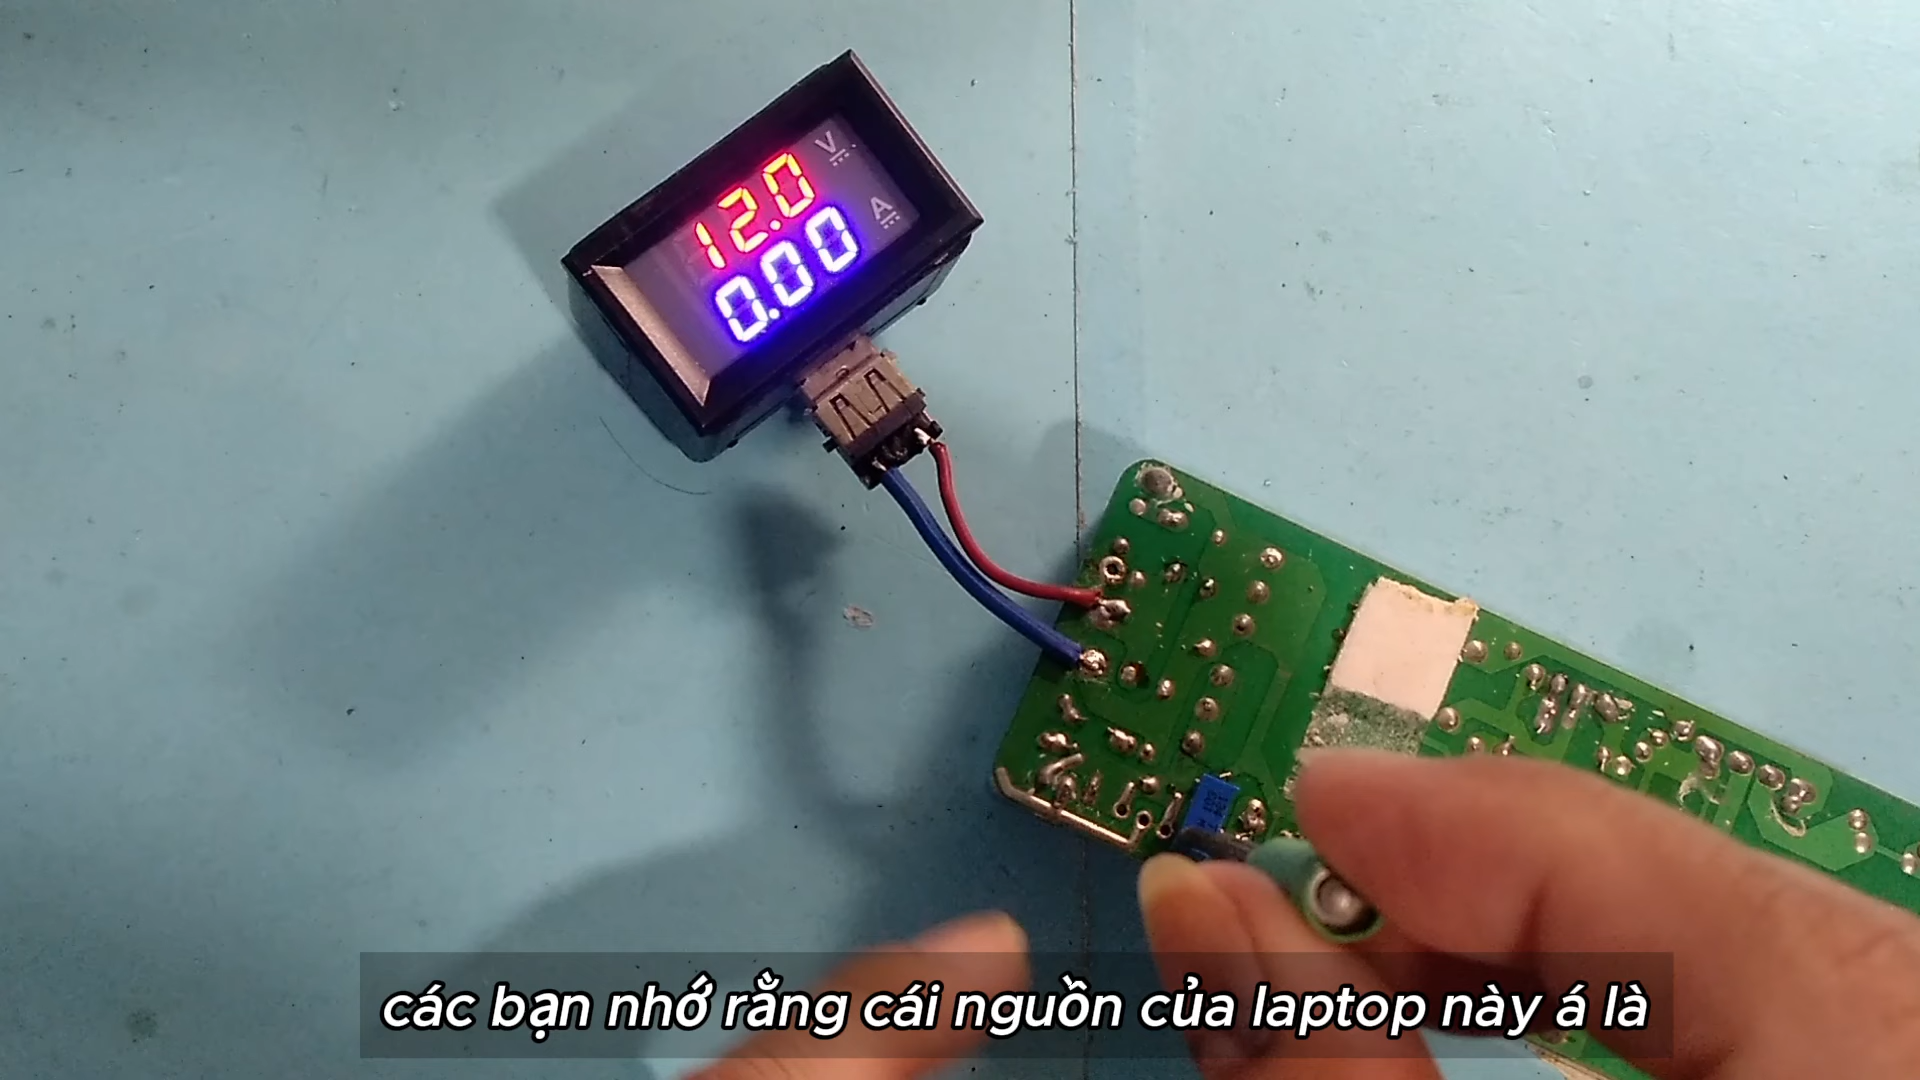 12.0 V
0.00 A
các bạn nhớ rằng cái nguồn của laptop này á là